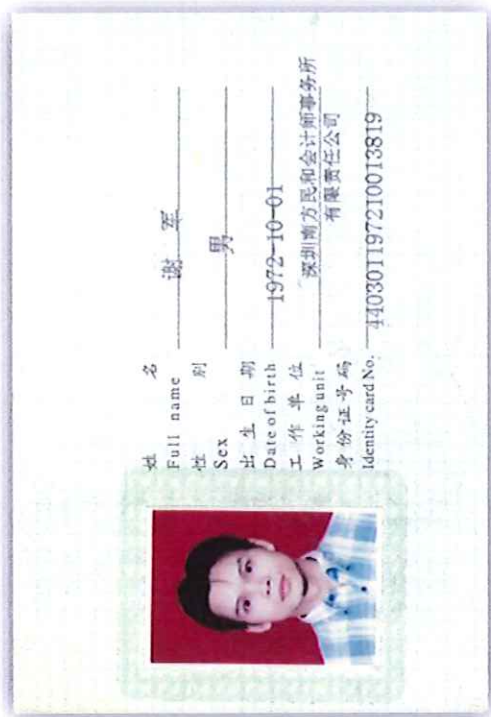 姓 名 谢 军
Full name
性 别 男
Sex
出 生 日 期 1972-10-01
Date of birth
工 作 单 位 深圳南方民和会计师事务所
Working unit 有限责任公司
身 份 证 号 码 440301197210013819
Identity card No.